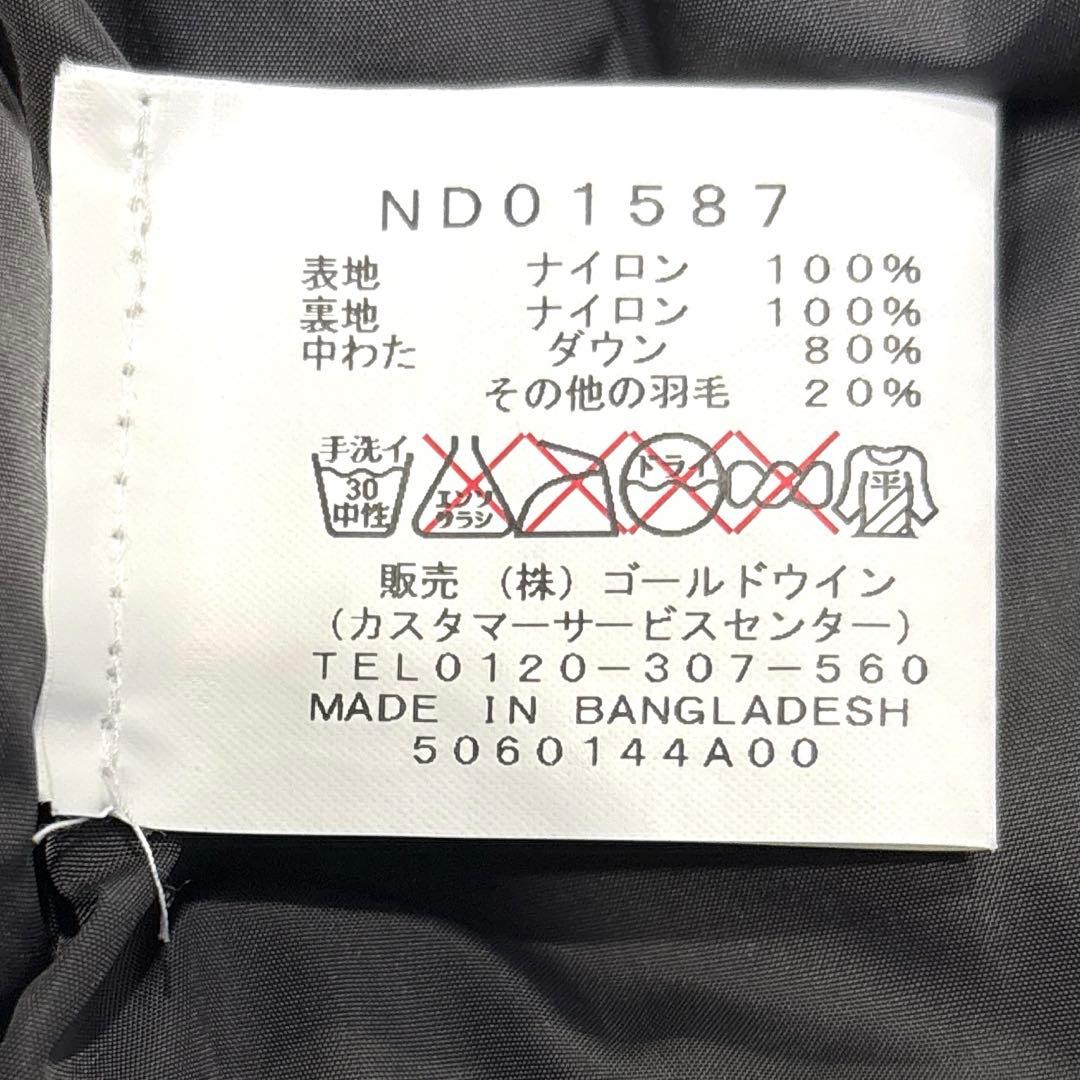 ND01587
表地 ナイロン 100%
裏地 ナイロン 100%
中わた ダウン 80%
その他の羽毛 20%
手洗イ
30
中性
エンソ
サラシ
ドライ
平
販売 (株) ゴールドウイン
(カスタマーサービスセンター)
TEL0120-307-560
MADE IN BANGLADESH
5060144A00